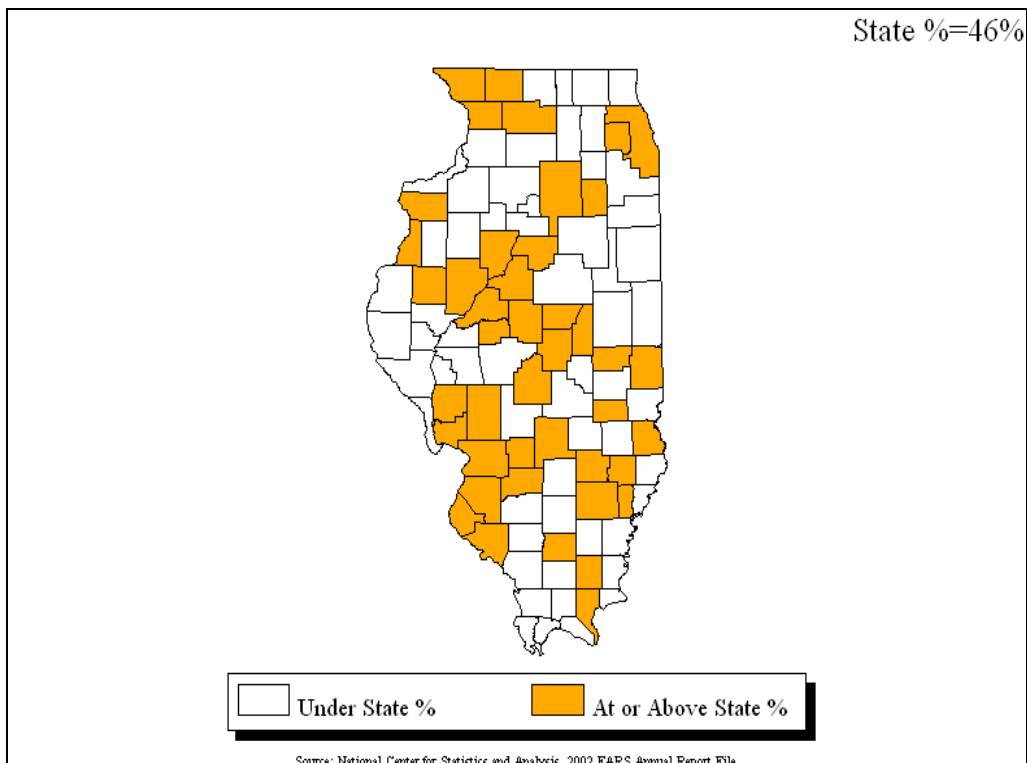 State %=46%
Under State %
At or Above State %
Source: National Center for Statistics and Analysis, 2002 FARS Annual Report File